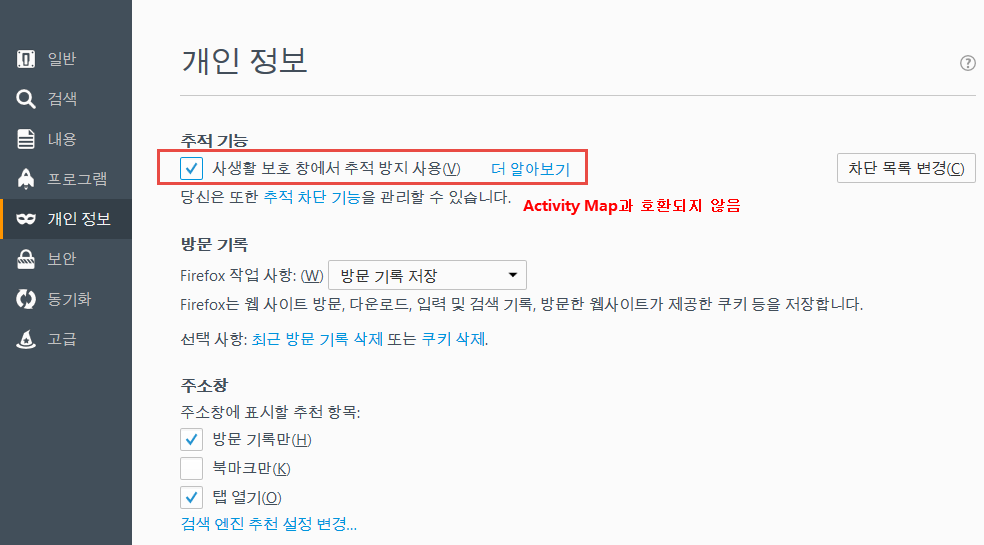 일반
검색
내용
프로그램
개인 정보
보안
동기화
고급
개인 정보
추적 기능
사생활 보호 창에서 추적 방지 사용(V) 더 알아보기
차단 목록 변경(C)
당신은 또한 추적 차단 기능을 관리할 수 있습니다.
Activity Map과 호환되지 않음
방문 기록
Firefox 작업 사항: (W) 방문 기록 저장
Firefox는 웹 사이트 방문, 다운로드, 입력 및 검색 기록, 방문한 웹사이트가 제공한 쿠키 등을 저장합니다.
선택 사항: 최근 방문 기록 삭제 또는 쿠키 삭제.
주소창
주소창에 표시할 추천 항목:
방문 기록만(H)
북마크만(K)
탭 열기(O)
검색 엔진 추천 설정 변경...